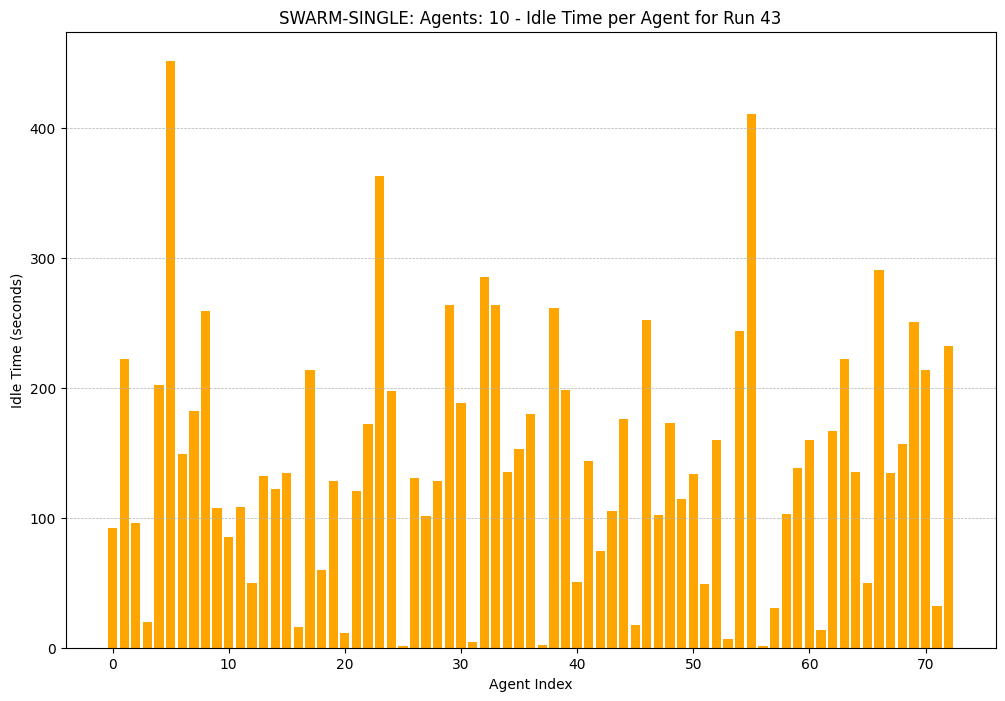 SWARM-SINGLE: Agents: 10 - Idle Time per Agent for Run 43
Idle Time (seconds)
400
300
200
100
0
0 10 20 30 40 50 60 70
Agent Index